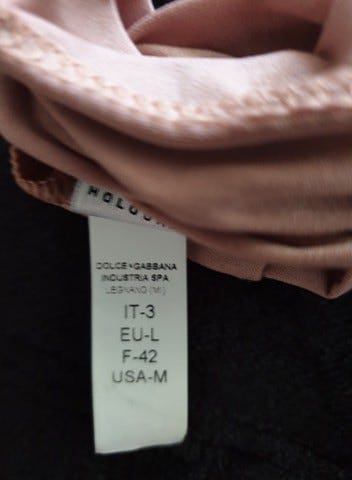 DOLCE & GABBANA
INDUSTRIA SPA
LEGNANO (MI)
IT-3
EU-L
F-42
USA-M